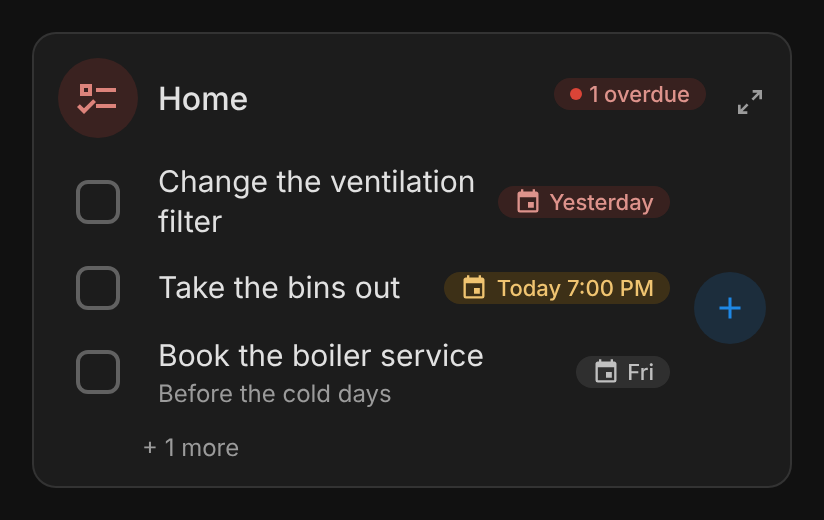 Home
1 overdue
Change the ventilation
filter
Yesterday
Take the bins out
Today 7:00 PM
Book the boiler service
Before the cold days
Fri
+ 1 more